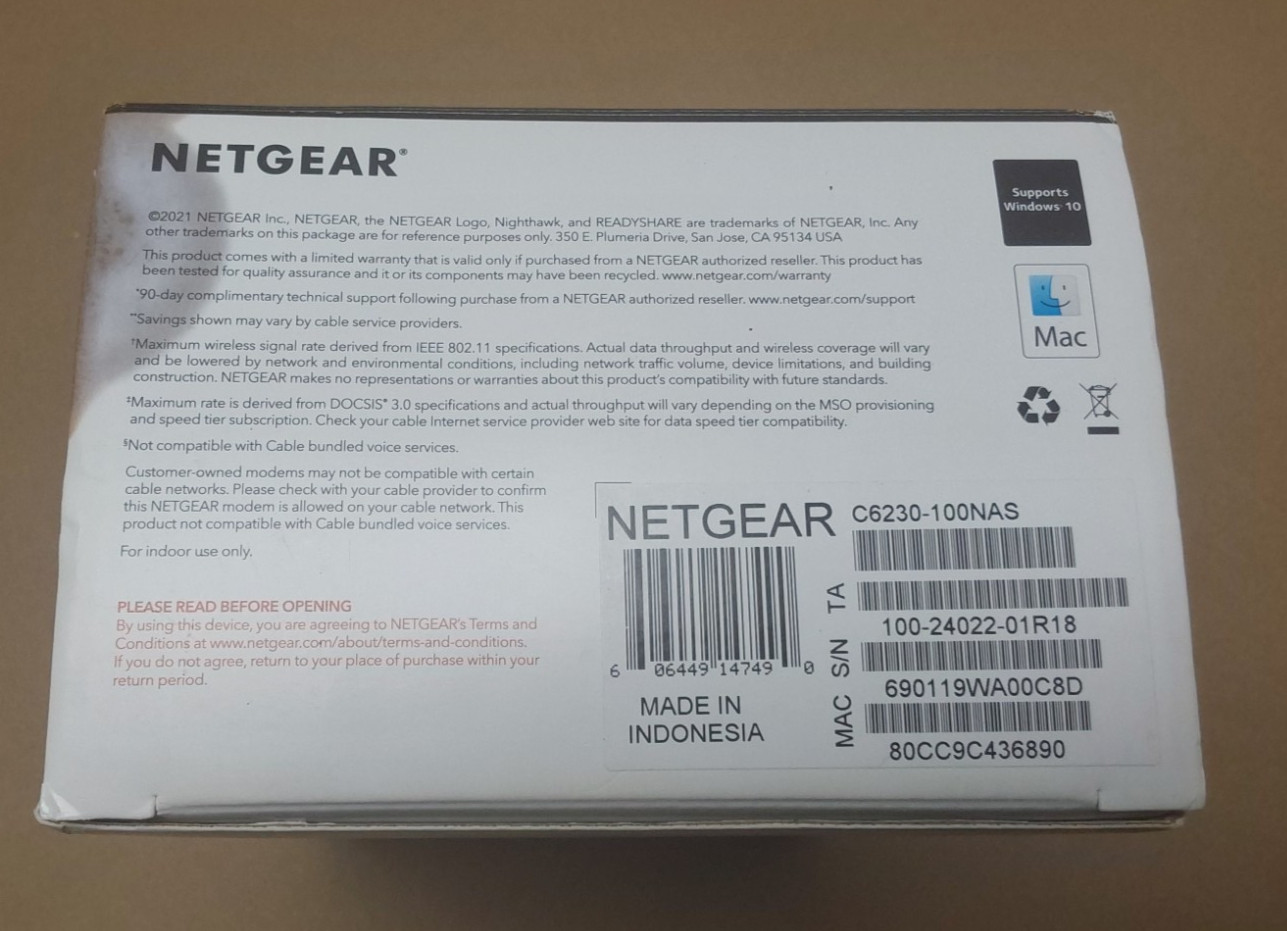 NETGEAR®
©2021 NETGEAR Inc., NETGEAR, the NETGEAR Logo, Nighthawk, and READYSHARE are trademarks of NETGEAR, Inc. Any
other trademarks on this package are for reference purposes only. 350 E. Plumeria Drive, San Jose, CA 95134 USA
This product comes with a limited warranty that is valid only if purchased from a NETGEAR authorized reseller. This product has
been tested for quality assurance and it or its components may have been recycled. www.netgear.com/warranty
*90-day complimentary technical support following purchase from a NETGEAR authorized reseller. www.netgear.com/support
**Savings shown may vary by cable service providers.
†Maximum wireless signal rate derived from IEEE 802.11 specifications. Actual data throughput and wireless coverage will vary
and be lowered by network and environmental conditions, including network traffic volume, device limitations, and building
construction. NETGEAR makes no representations or warranties about this product's compatibility with future standards.
‡Maximum rate is derived from DOCSIS® 3.0 specifications and actual throughput will vary depending on the MSO provisioning
and speed tier subscription. Check your cable Internet service provider web site for data speed tier compatibility.
§Not compatible with Cable bundled voice services.
Customer-owned modems may not be compatible with certain
cable networks. Please check with your cable provider to confirm
this NETGEAR modem is allowed on your cable network. This
product not compatible with Cable bundled voice services.
For indoor use only.
PLEASE READ BEFORE OPENING
By using this device, you are agreeing to NETGEAR's Terms and
Conditions at www.netgear.com/about/terms-and-conditions.
If you do not agree, return to your place of purchase within your
return period.
Supports
Windows 10
Mac
NETGEAR
6 06449 14749 0
MADE IN
INDONESIA
C6230-100NAS
TA
100-24022-01R18
S/N
690119WA00C8D
MAC
80CC9C436890